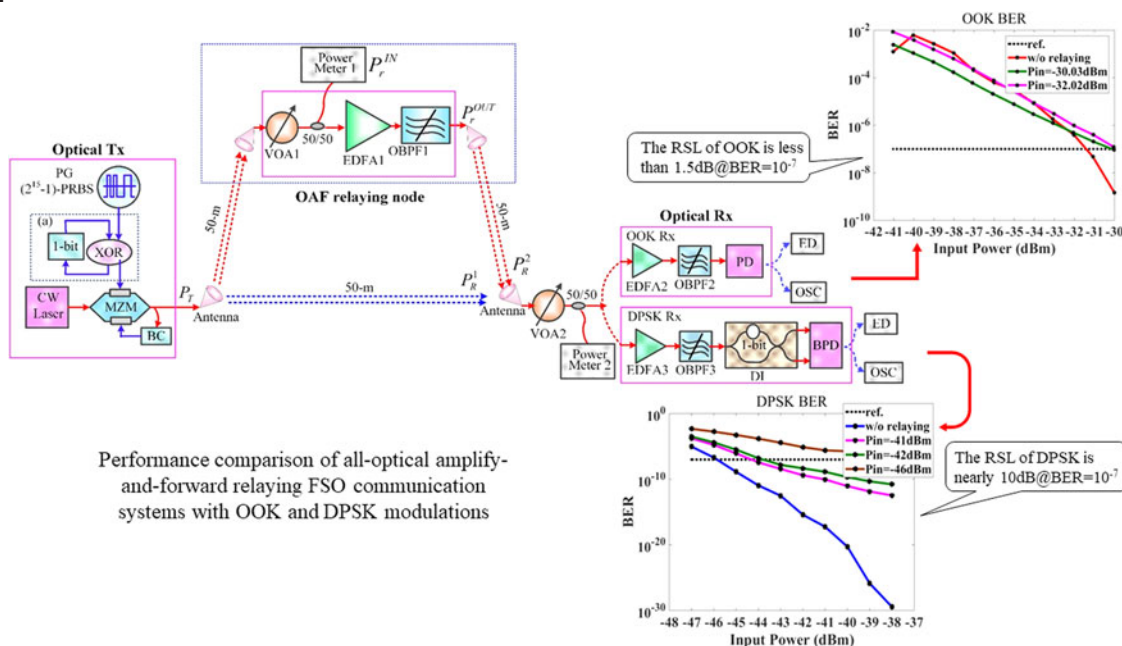 Optical Tx
PG
(2¹⁵-1)-PRBS
(a)
1-bit
XOR
CW
Laser
MZM
BC
P_T
Antenna
50-m
Power
Meter 1
P_r^IN
VOA1
50/50
EDFA1
OBPF1
P_r^OUT
OAF relaying node
50-m
50-m
P_R^1
P_R^2
Antenna
VOA2
50/50
Power
Meter 2
Optical Rx
OOK Rx
EDFA2
OBPF2
PD
ED
OSC
DPSK Rx
EDFA3
OBPF3
1-bit
DI
BPD
ED
OSC
OOK BER
BER
10⁻²
10⁻⁴
10⁻⁶
10⁻⁸
10⁻¹⁰
ref.
w/o relaying
Pin=-30.03dBm
Pin=-32.02dBm
-42 -41 -40 -39 -38 -37 -36 -35 -34 -33 -32 -31 -30
Input Power (dBm)
The RSL of OOK is less
than 1.5dB@BER=10⁻⁷
DPSK BER
BER
10⁰
10⁻¹⁰
10⁻²⁰
10⁻³⁰
ref.
w/o relaying
Pin=-41dBm
Pin=-42dBm
Pin=-46dBm
-48 -47 -46 -45 -44 -43 -42 -41 -40 -39 -38 -37
Input Power (dBm)
The RSL of DPSK is
nearly 10dB@BER=10⁻⁷
Performance comparison of all-optical amplify-
and-forward relaying FSO communication
systems with OOK and DPSK modulations